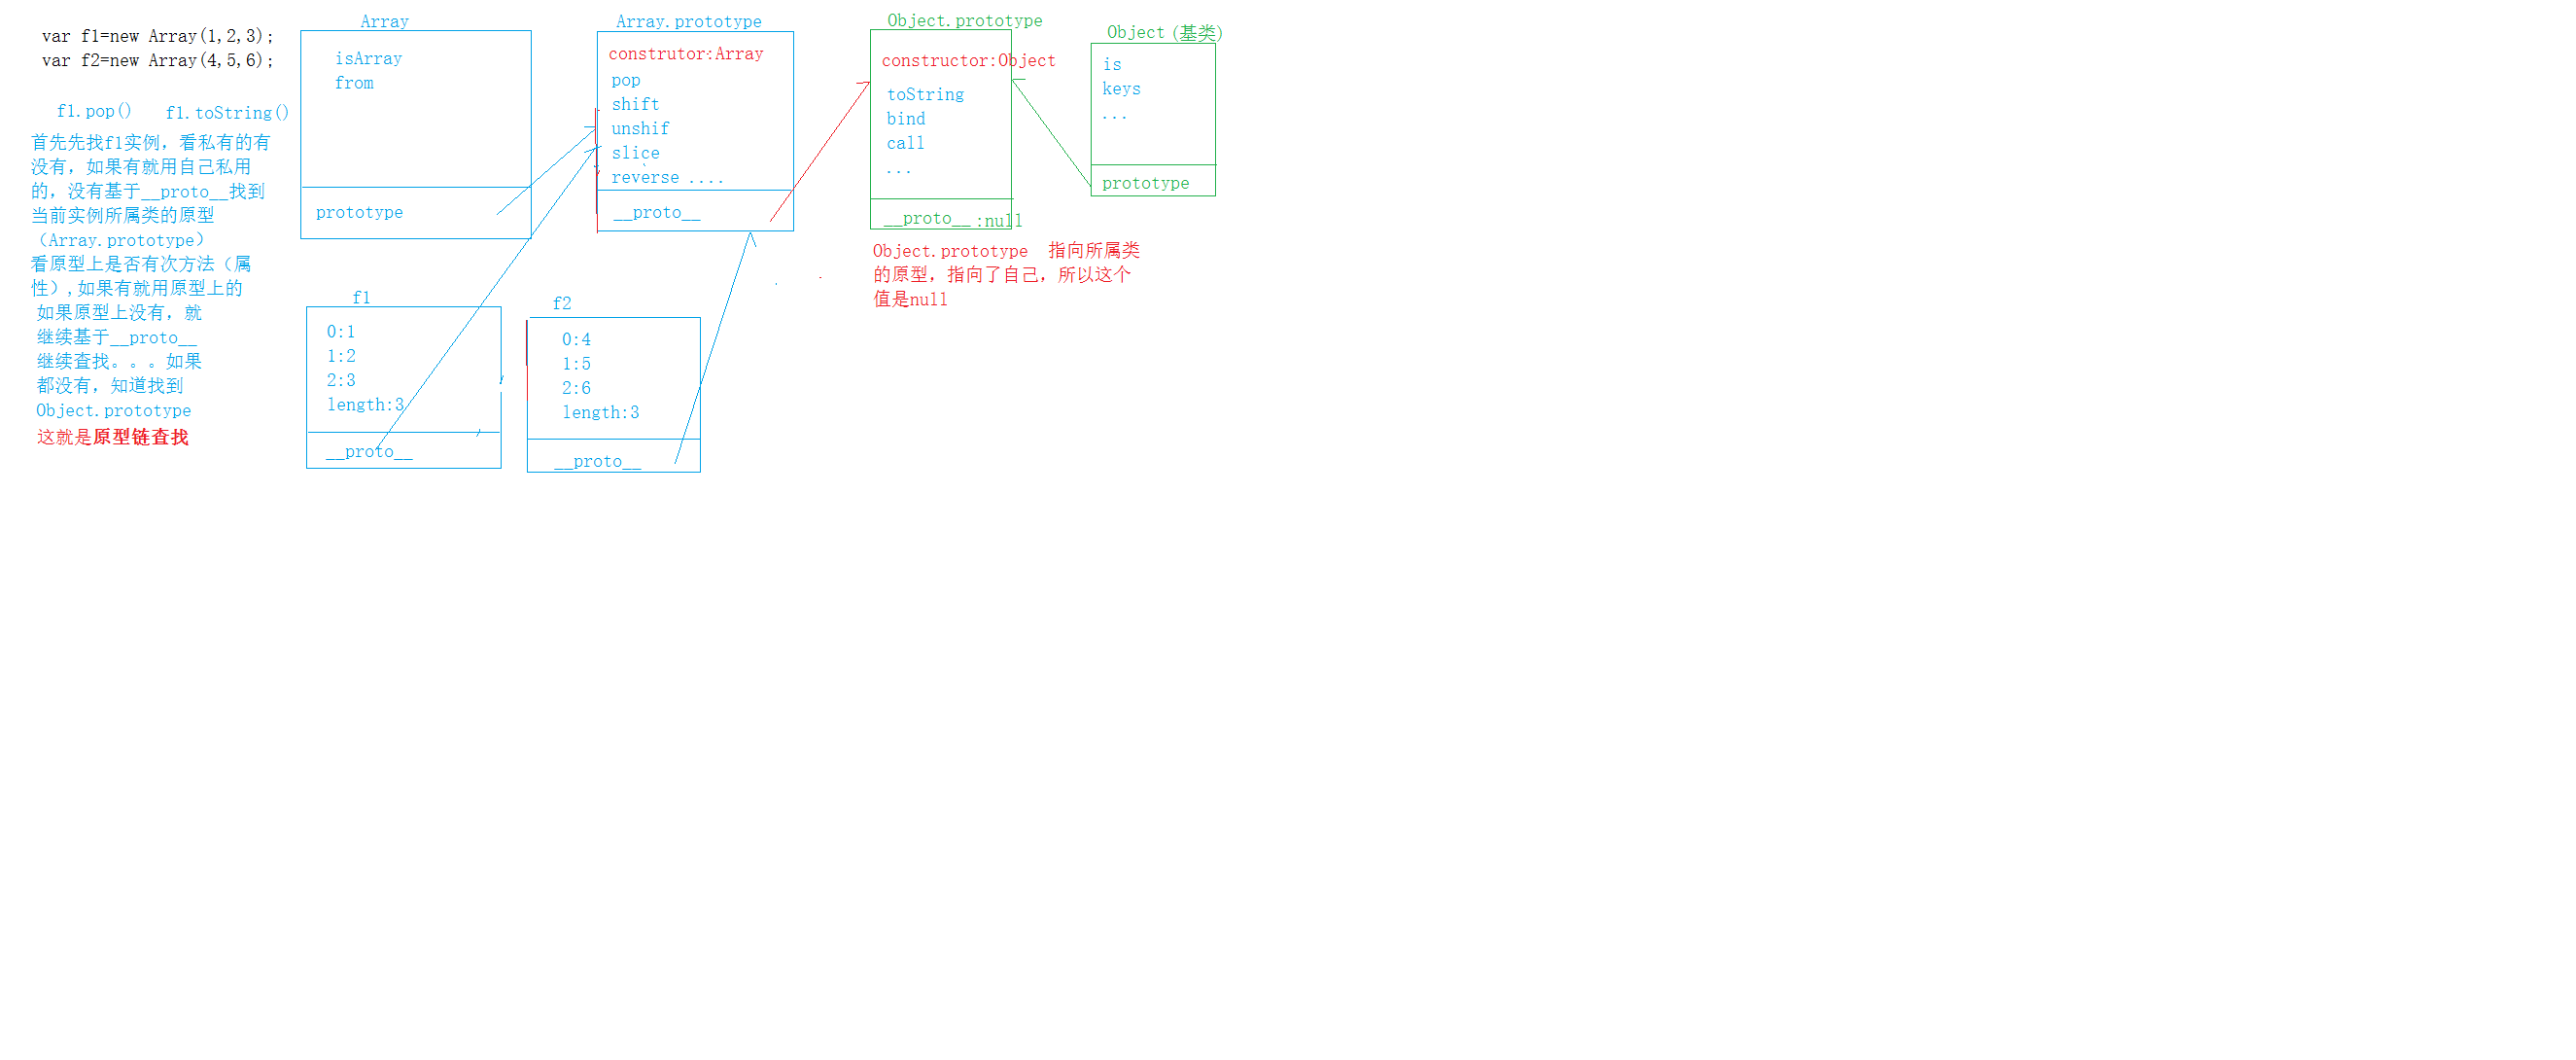 var f1=new Array(1,2,3);
var f2=new Array(4,5,6);
f1.pop()    f1.toString()
首先先找f1实例，看私有的有
没有，如果有就用自己私用
的，没有基于__proto__找到
当前实例所属类的原型
（Array.prototype）
看原型上是否有次方法（属
性）,如果有就用原型上的
如果原型上没有，就
继续基于__proto__
继续查找。。。如果
都没有，知道找到
Object.prototype
这就是原型链查找
Array
isArray
from
prototype
Array.prototype
construtor:Array
pop
shift
unshif
slice
reverse ....
__proto__
Object.prototype
constructor:Object
toString
bind
call
...
__proto__:null
Object.prototype  指向所属类
的原型，指向了自己，所以这个
值是null
Object(基类)
is
keys
...
prototype
f1
0:1
1:2
2:3
length:3
__proto__
f2
0:4
1:5
2:6
length:3
__proto__